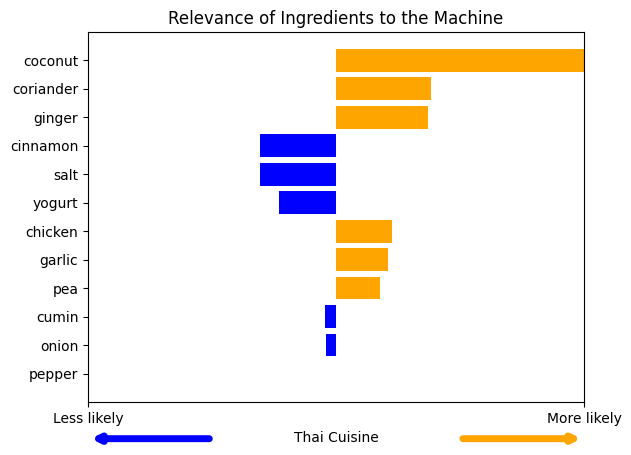 Relevance of Ingredients to the Machine
coconut
coriander
ginger
cinnamon
salt
yogurt
chicken
garlic
pea
cumin
onion
pepper
Less likely
More likely
Thai Cuisine